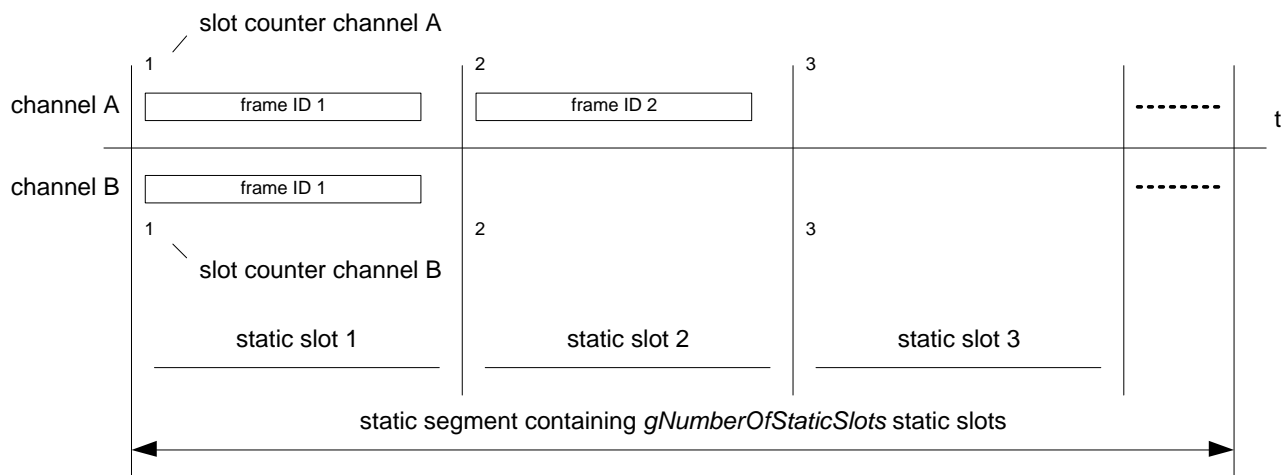 slot counter channel A
1 2 3
channel A frame ID 1 frame ID 2
t
channel B frame ID 1
1 2 3
slot counter channel B
static slot 1 static slot 2 static slot 3
static segment containing gNumberOfStaticSlots static slots